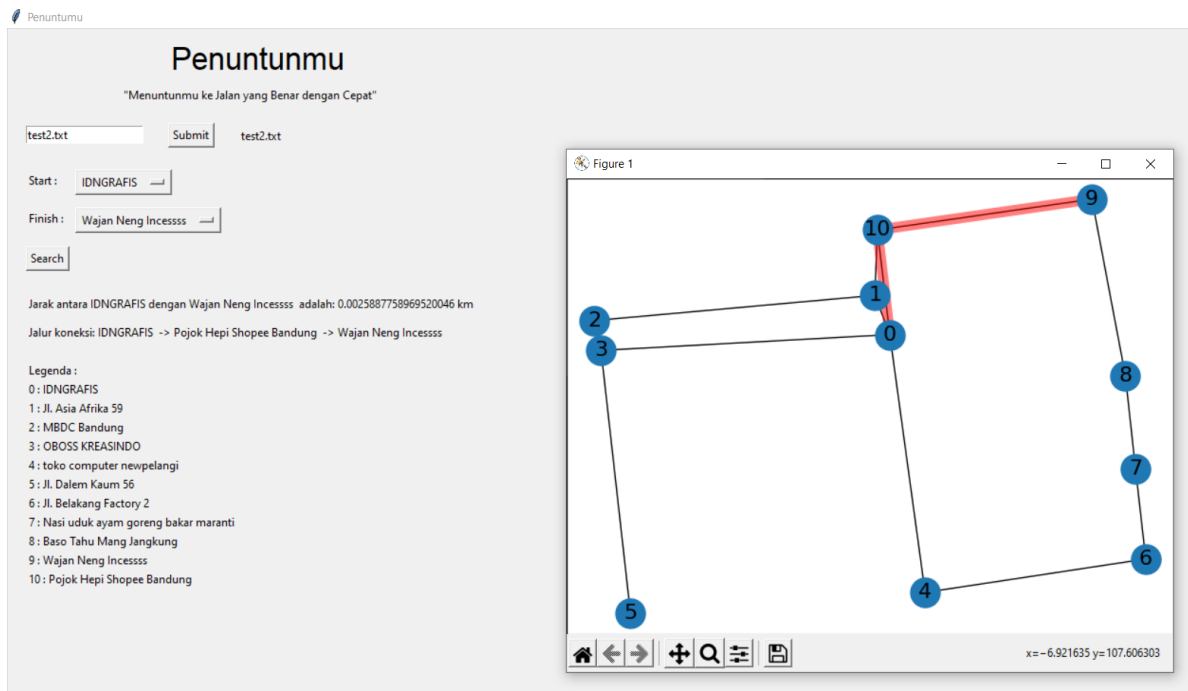 Penuntumu
Penuntunmu
"Menuntunmu ke Jalan yang Benar dengan Cepat"
test2.txt Submit test2.txt
Start : IDNGRAFIS
Finish : Wajan Neng Incessss
Search
Jarak antara IDNGRAFIS dengan Wajan Neng Incessss adalah: 0.0025887758969520046 km
Jalur koneksi: IDNGRAFIS -> Pojok Hepi Shopee Bandung -> Wajan Neng Incessss
Legenda :
0 : IDNGRAFIS
1 : Jl. Asia Afrika 59
2 : MBDC Bandung
3 : OBOSS KREASINDO
4 : toko computer newpelangi
5 : Jl. Dalem Kaum 56
6 : Jl. Belakang Factory 2
7 : Nasi uduk ayam goreng bakar maranti
8 : Baso Tahu Mang Jangkung
9 : Wajan Neng Incessss
10 : Pojok Hepi Shopee Bandung
Figure 1
9
10
1
2
0
3
8
7
6
4
5
x=−6.921635 y=107.606303